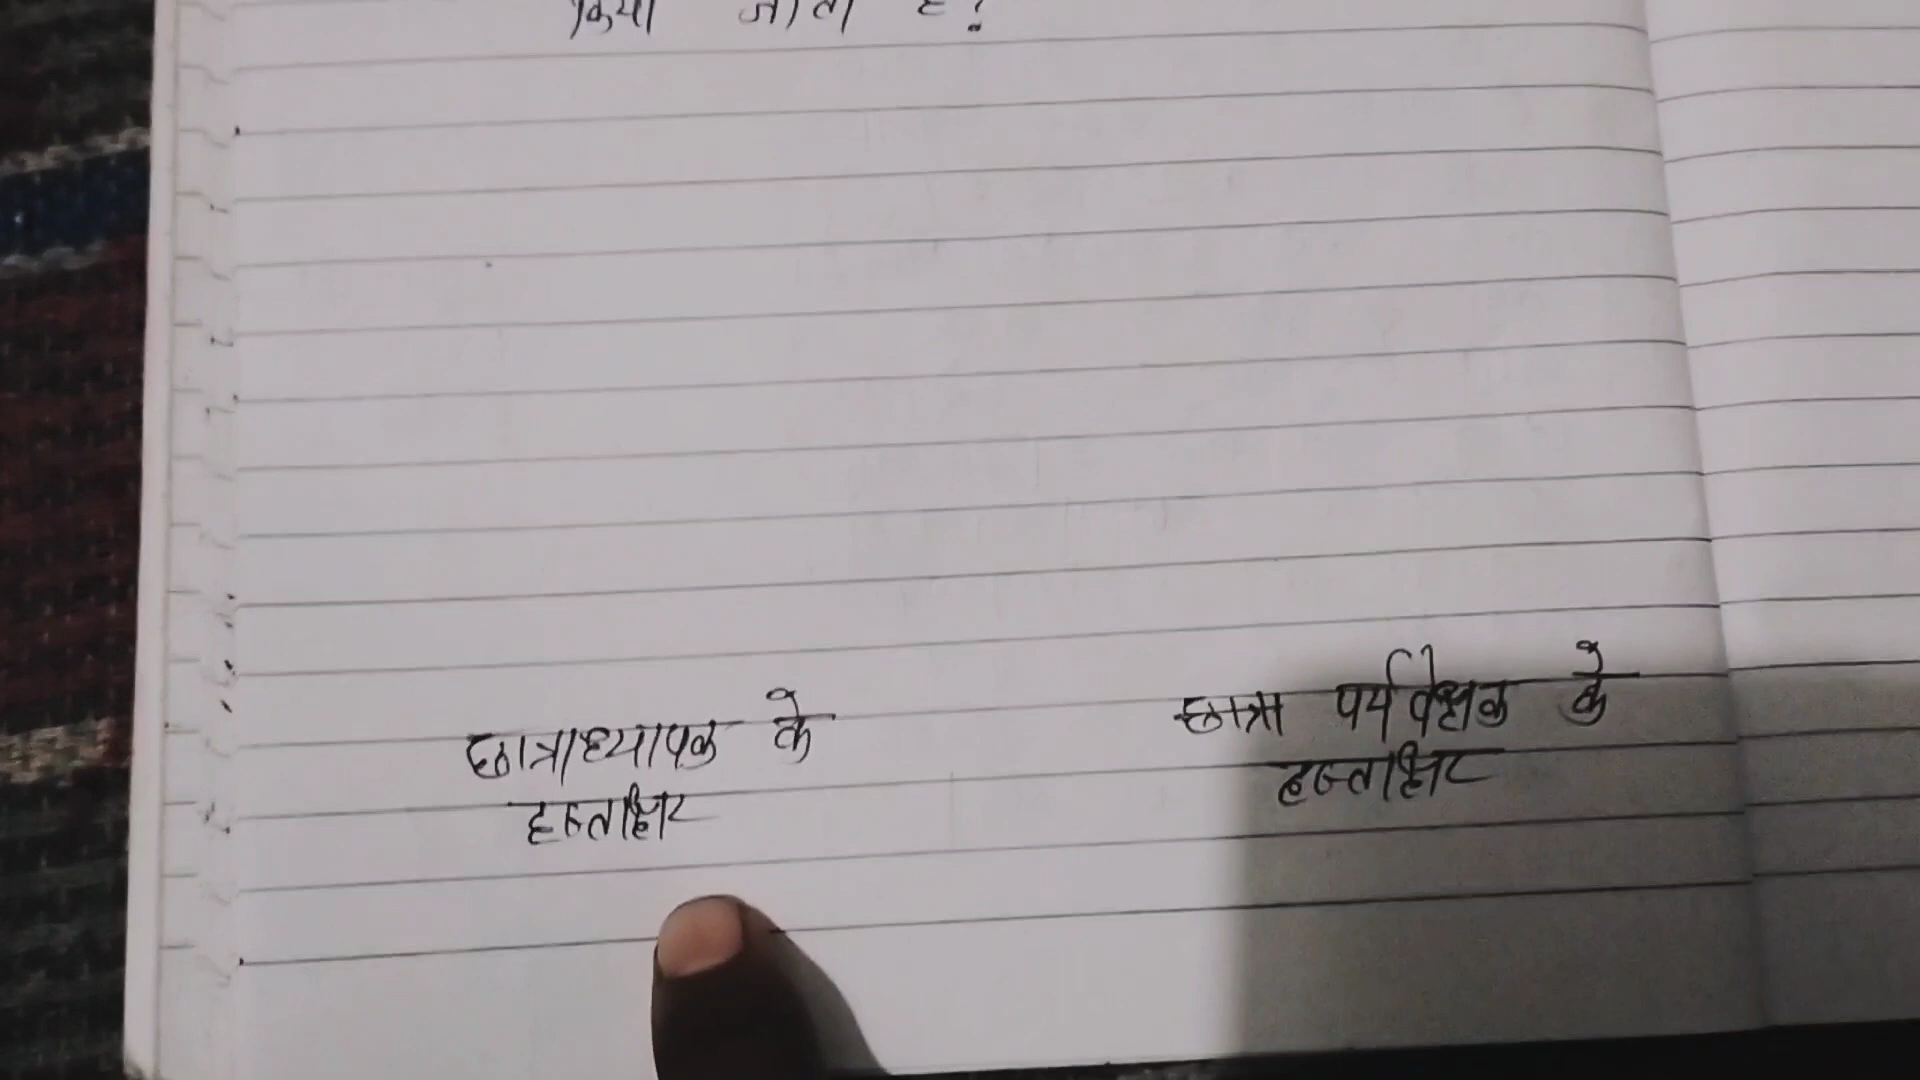 किया जाता है?
छात्राध्यापक के
हस्ताक्षर
छात्रा पर्यवेक्षक के
हस्ताक्षर